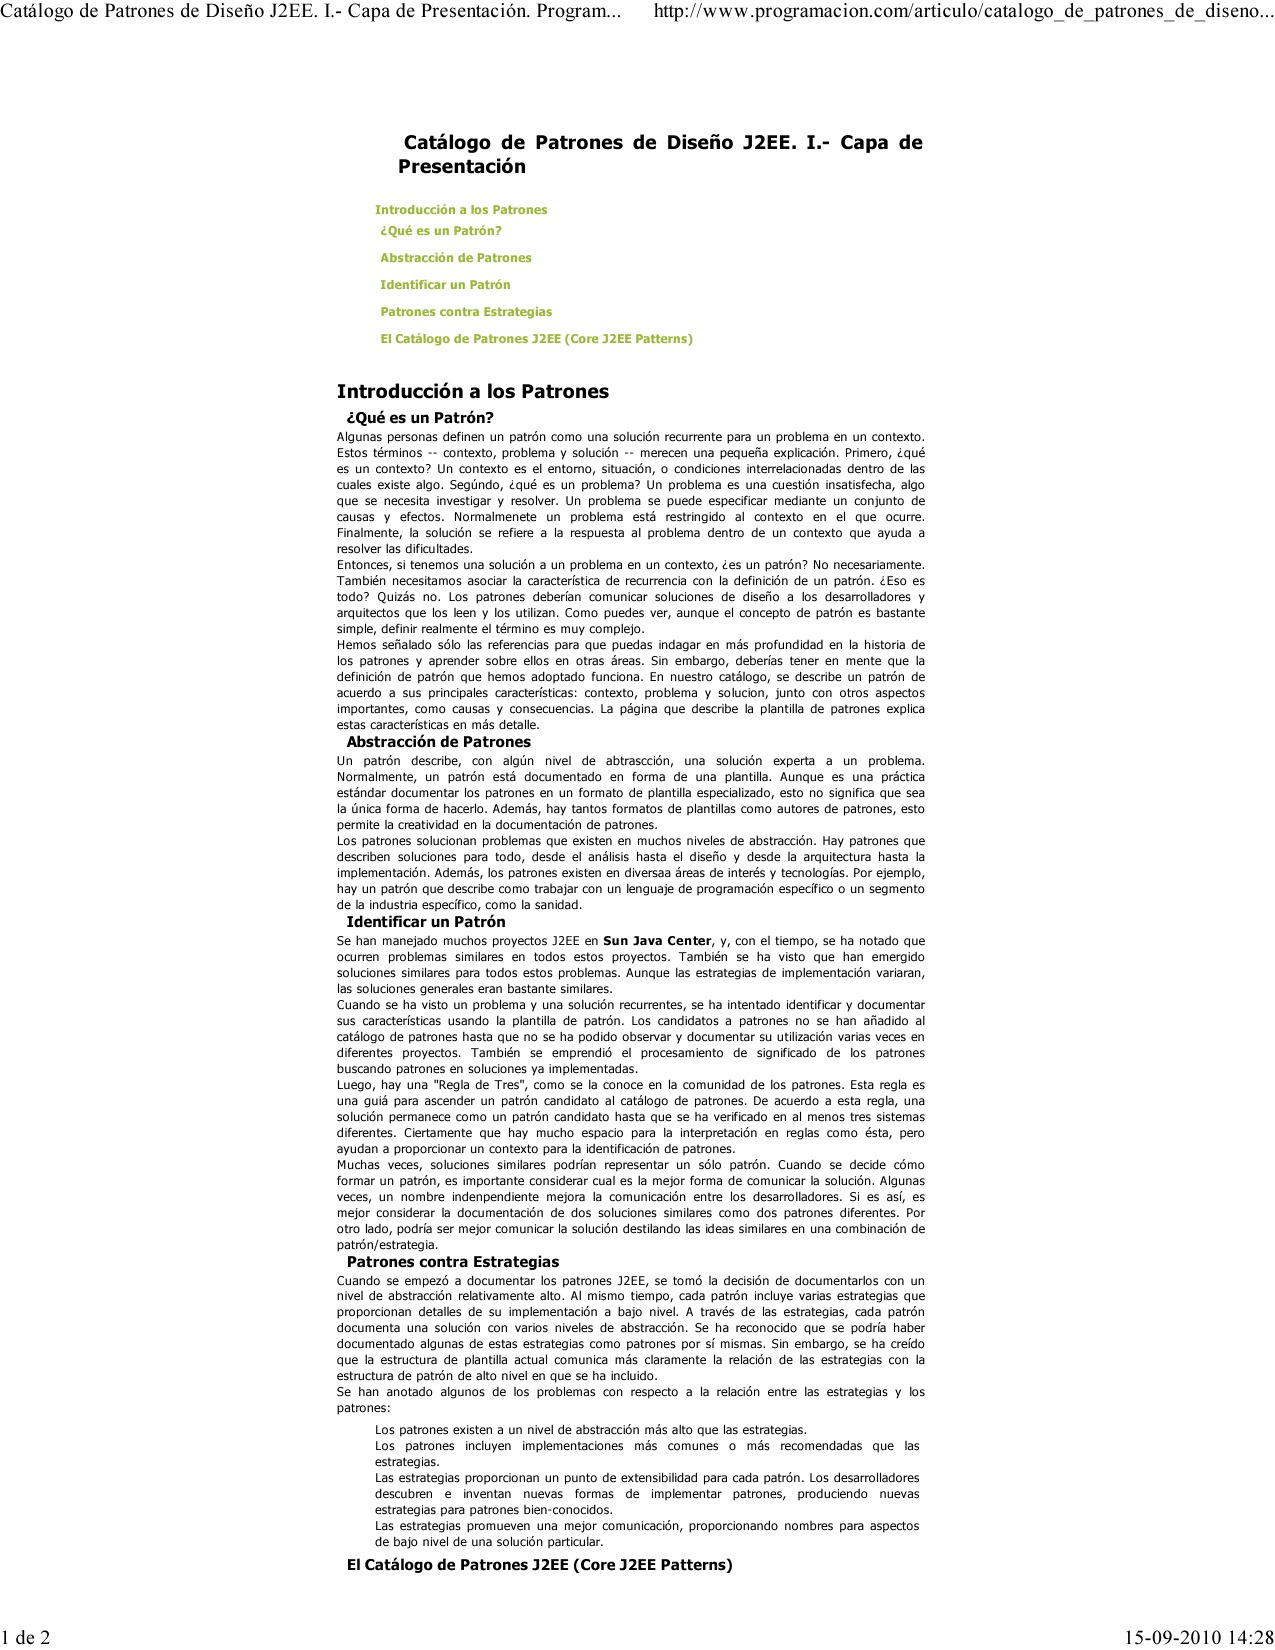 Catálogo de Patrones de Diseño J2EE. I.- Capa de Presentación. Program... http://www.programacion.com/articulo/catalogo_de_patrones_de_diseno...
Catálogo de Patrones de Diseño J2EE. I.- Capa de
Presentación
Introducción a los Patrones
¿Qué es un Patrón?
Abstracción de Patrones
Identificar un Patrón
Patrones contra Estrategias
El Catálogo de Patrones J2EE (Core J2EE Patterns)
Introducción a los Patrones
¿Qué es un Patrón?
Algunas personas definen un patrón como una solución recurrente para un problema en un contexto.
Estos términos -- contexto, problema y solución -- merecen una pequeña explicación. Primero, ¿qué
es un contexto? Un contexto es el entorno, situación, o condiciones interrelacionadas dentro de las
cuales existe algo. Segúndo, ¿qué es un problema? Un problema es una cuestión insatisfecha, algo
que se necesita investigar y resolver. Un problema se puede especificar mediante un conjunto de
causas y efectos. Normalmenete un problema está restringido al contexto en el que ocurre.
Finalmente, la solución se refiere a la respuesta al problema dentro de un contexto que ayuda a
resolver las dificultades.
Entonces, si tenemos una solución a un problema en un contexto, ¿es un patrón? No necesariamente.
También necesitamos asociar la característica de recurrencia con la definición de un patrón. ¿Eso es
todo? Quizás no. Los patrones deberían comunicar soluciones de diseño a los desarrolladores y
arquitectos que los leen y los utilizan. Como puedes ver, aunque el concepto de patrón es bastante
simple, definir realmente el término es muy complejo.
Hemos señalado sólo las referencias para que puedas indagar en más profundidad en la historia de
los patrones y aprender sobre ellos en otras áreas. Sin embargo, deberías tener en mente que la
definición de patrón que hemos adoptado funciona. En nuestro catálogo, se describe un patrón de
acuerdo a sus principales características: contexto, problema y solucion, junto con otros aspectos
importantes, como causas y consecuencias. La página que describe la plantilla de patrones explica
estas características en más detalle.
Abstracción de Patrones
Un patrón describe, con algún nivel de abtrascción, una solución experta a un problema.
Normalmente, un patrón está documentado en forma de una plantilla. Aunque es una práctica
estándar documentar los patrones en un formato de plantilla especializado, esto no significa que sea
la única forma de hacerlo. Además, hay tantos formatos de plantillas como autores de patrones, esto
permite la creatividad en la documentación de patrones.
Los patrones solucionan problemas que existen en muchos niveles de abstracción. Hay patrones que
describen soluciones para todo, desde el análisis hasta el diseño y desde la arquitectura hasta la
implementación. Además, los patrones existen en diversaa áreas de interés y tecnologías. Por ejemplo,
hay un patrón que describe como trabajar con un lenguaje de programación específico o un segmento
de la industria específico, como la sanidad.
Identificar un Patrón
Se han manejado muchos proyectos J2EE en Sun Java Center, y, con el tiempo, se ha notado que
ocurren problemas similares en todos estos proyectos. También se ha visto que han emergido
soluciones similares para todos estos problemas. Aunque las estrategias de implementación variaran,
las soluciones generales eran bastante similares.
Cuando se ha visto un problema y una solución recurrentes, se ha intentado identificar y documentar
sus características usando la plantilla de patrón. Los candidatos a patrones no se han añadido al
catálogo de patrones hasta que no se ha podido observar y documentar su utilización varias veces en
diferentes proyectos. También se emprendió el procesamiento de significado de los patrones
buscando patrones en soluciones ya implementadas.
Luego, hay una "Regla de Tres", como se la conoce en la comunidad de los patrones. Esta regla es
una guiá para ascender un patrón candidato al catálogo de patrones. De acuerdo a esta regla, una
solución permanece como un patrón candidato hasta que se ha verificado en al menos tres sistemas
diferentes. Ciertamente que hay mucho espacio para la interpretación en reglas como ésta, pero
ayudan a proporcionar un contexto para la identificación de patrones.
Muchas veces, soluciones similares podrían representar un sólo patrón. Cuando se decide cómo
formar un patrón, es importante considerar cual es la mejor forma de comunicar la solución. Algunas
veces, un nombre indenpendiente mejora la comunicación entre los desarrolladores. Si es así, es
mejor considerar la documentación de dos soluciones similares como dos patrones diferentes. Por
otro lado, podría ser mejor comunicar la solución destilando las ideas similares en una combinación de
patrón/estrategia.
Patrones contra Estrategias
Cuando se empezó a documentar los patrones J2EE, se tomó la decisión de documentarlos con un
nivel de abstracción relativamente alto. Al mismo tiempo, cada patrón incluye varias estrategias que
proporcionan detalles de su implementación a bajo nivel. A través de las estrategias, cada patrón
documenta una solución con varios niveles de abstracción. Se ha reconocido que se podría haber
documentado algunas de estas estrategias como patrones por sí mismas. Sin embargo, se ha creído
que la estructura de plantilla actual comunica más claramente la relación de las estrategias con la
estructura de patrón de alto nivel en que se ha incluido.
Se han anotado algunos de los problemas con respecto a la relación entre las estrategias y los
patrones:
Los patrones existen a un nivel de abstracción más alto que las estrategias.
Los patrones incluyen implementaciones más comunes o más recomendadas que las
estrategias.
Las estrategias proporcionan un punto de extensibilidad para cada patrón. Los desarrolladores
descubren e inventan nuevas formas de implementar patrones, produciendo nuevas
estrategias para patrones bien-conocidos.
Las estrategias promueven una mejor comunicación, proporcionando nombres para aspectos
de bajo nivel de una solución particular.
El Catálogo de Patrones J2EE (Core J2EE Patterns)
1 de 2 15-09-2010 14:28